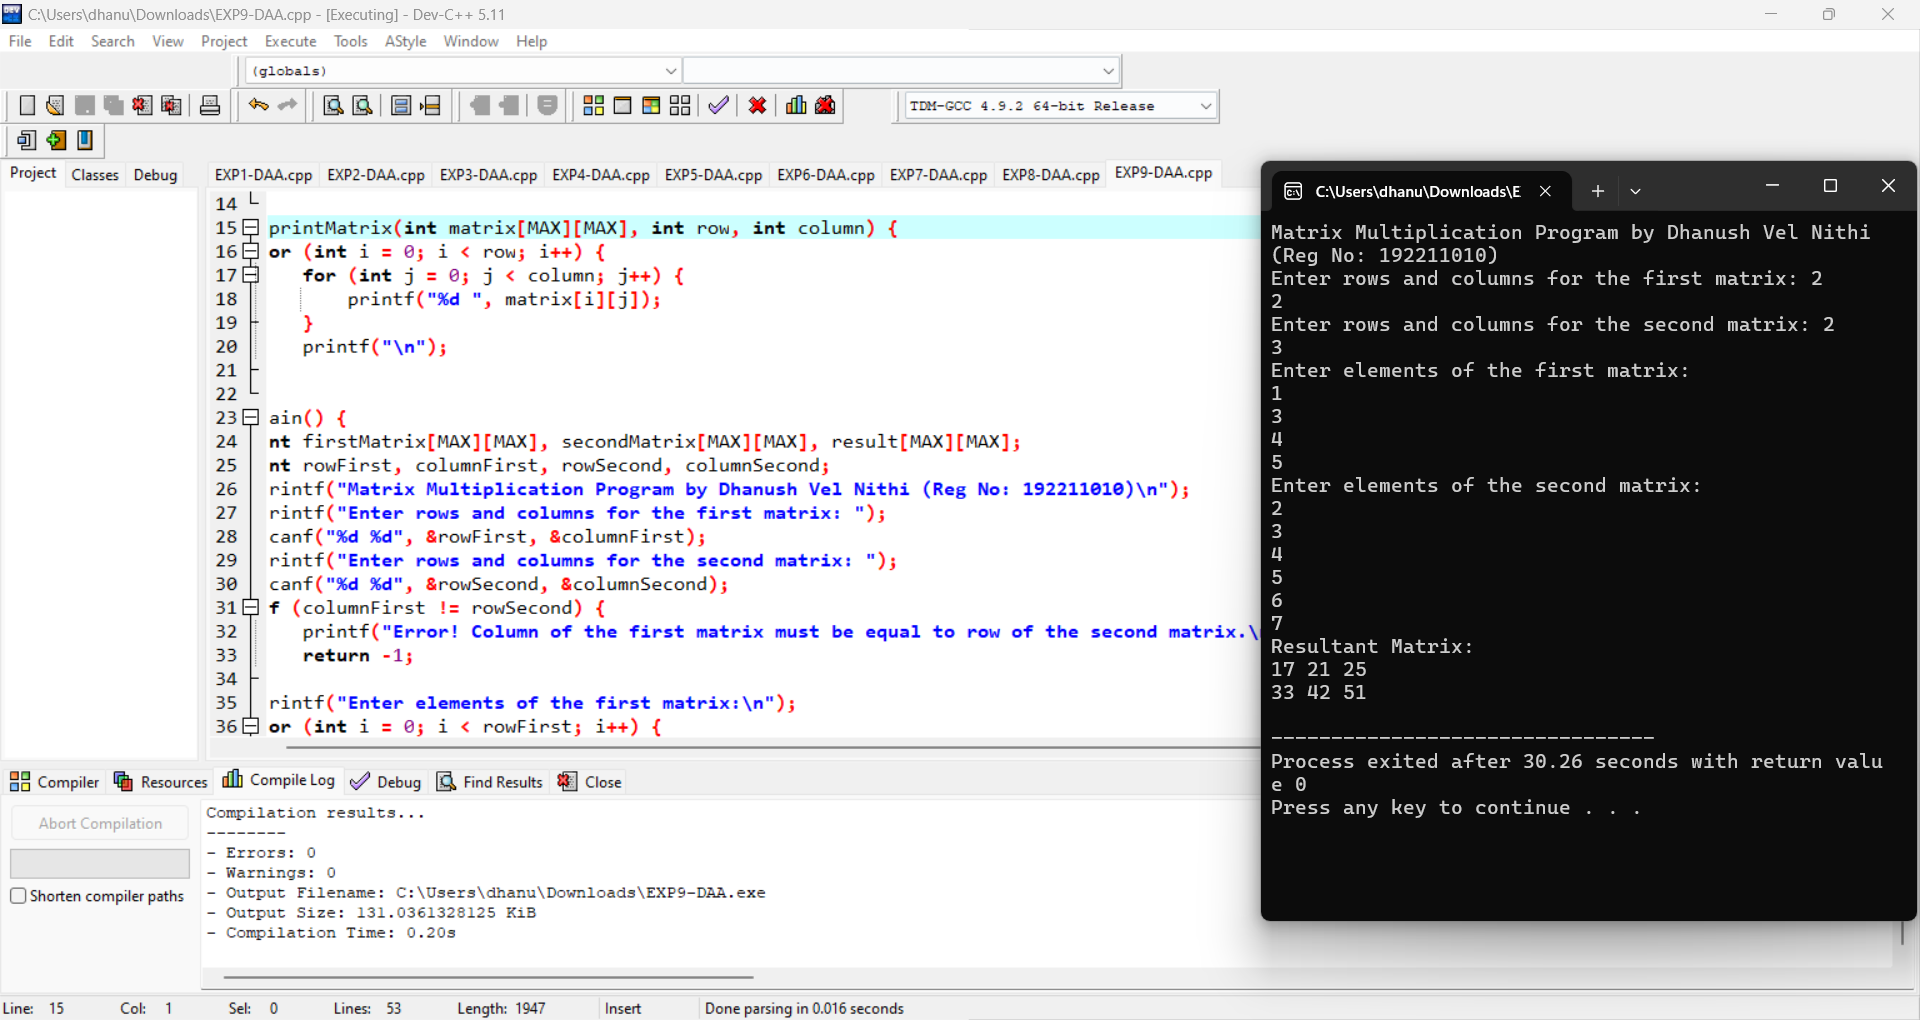 C:\Users\dhanu\Downloads\EXP9-DAA.cpp - [Executing] - Dev-C++ 5.11
File Edit Search View Project Execute Tools AStyle Window Help
(globals)
TDM-GCC 4.9.2 64-bit Release
Project Classes Debug
EXP1-DAA.cpp EXP2-DAA.cpp EXP3-DAA.cpp EXP4-DAA.cpp EXP5-DAA.cpp EXP6-DAA.cpp EXP7-DAA.cpp EXP8-DAA.cpp EXP9-DAA.cpp
14
15 printMatrix(int matrix[MAX][MAX], int row, int column) {
16 or (int i = 0; i < row; i++) {
17 for (int j = 0; j < column; j++) {
18 printf("%d ", matrix[i][j]);
19 }
20 printf("\n");
21
22
23 ain() {
24 nt firstMatrix[MAX][MAX], secondMatrix[MAX][MAX], result[MAX][MAX];
25 nt rowFirst, columnFirst, rowSecond, columnSecond;
26 rintf("Matrix Multiplication Program by Dhanush Vel Nithi (Reg No: 192211010)\n");
27 rintf("Enter rows and columns for the first matrix: ");
28 canf("%d %d", &rowFirst, &columnFirst);
29 rintf("Enter rows and columns for the second matrix: ");
30 canf("%d %d", &rowSecond, &columnSecond);
31 f (columnFirst != rowSecond) {
32 printf("Error! Column of the first matrix must be equal to row of the second matrix.\
33 return -1;
34
35 rintf("Enter elements of the first matrix:\n");
36 or (int i = 0; i < rowFirst; i++) {
C:\Users\dhanu\Downloads\E
Matrix Multiplication Program by Dhanush Vel Nithi
(Reg No: 192211010)
Enter rows and columns for the first matrix: 2
2
Enter rows and columns for the second matrix: 2
3
Enter elements of the first matrix:
1
3
4
5
Enter elements of the second matrix:
2
3
4
5
6
7
Resultant Matrix:
17 21 25
33 42 51
--------------------------------
Process exited after 30.26 seconds with return valu
e 0
Press any key to continue . . .
Compiler Resources Compile Log Debug Find Results Close
Abort Compilation
Shorten compiler paths
Compilation results...
--------
- Errors: 0
- Warnings: 0
- Output Filename: C:\Users\dhanu\Downloads\EXP9-DAA.exe
- Output Size: 131.0361328125 KiB
- Compilation Time: 0.20s
Line: 15 Col: 1 Sel: 0 Lines: 53 Length: 1947 Insert Done parsing in 0.016 seconds